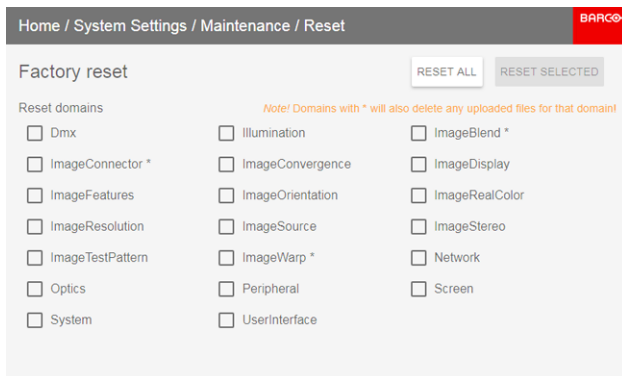 Home / System Settings / Maintenance / Reset
BARCO
Factory reset
RESET ALL
RESET SELECTED
Reset domains
Note! Domains with * will also delete any uploaded files for that domain!
Dmx
Illumination
ImageBlend *
ImageConnector *
ImageConvergence
ImageDisplay
ImageFeatures
ImageOrientation
ImageRealColor
ImageResolution
ImageSource
ImageStereo
ImageTestPattern
ImageWarp *
Network
Optics
Peripheral
Screen
System
UserInterface